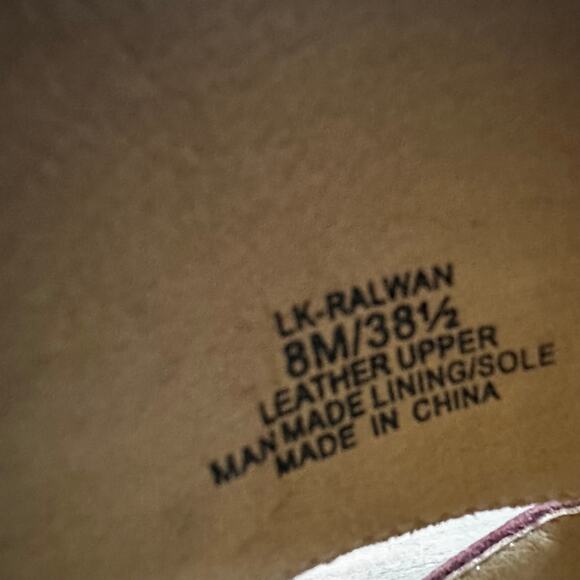 LK-RALWAN
8M/38½
LEATHER UPPER
MAN MADE LINING/SOLE
MADE IN CHINA